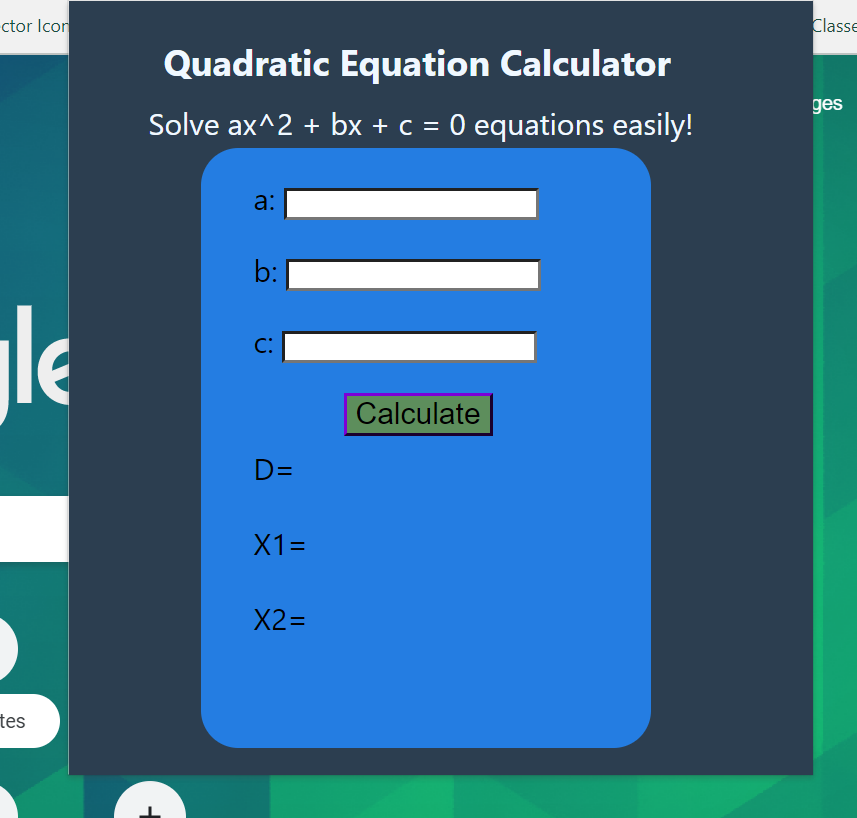 ctor Icon
Classe
Quadratic Equation Calculator
ges
Solve ax^2 + bx + c = 0 equations easily!
a:
b:
c:
gle
Calculate
D=
X1=
X2=
tes
+